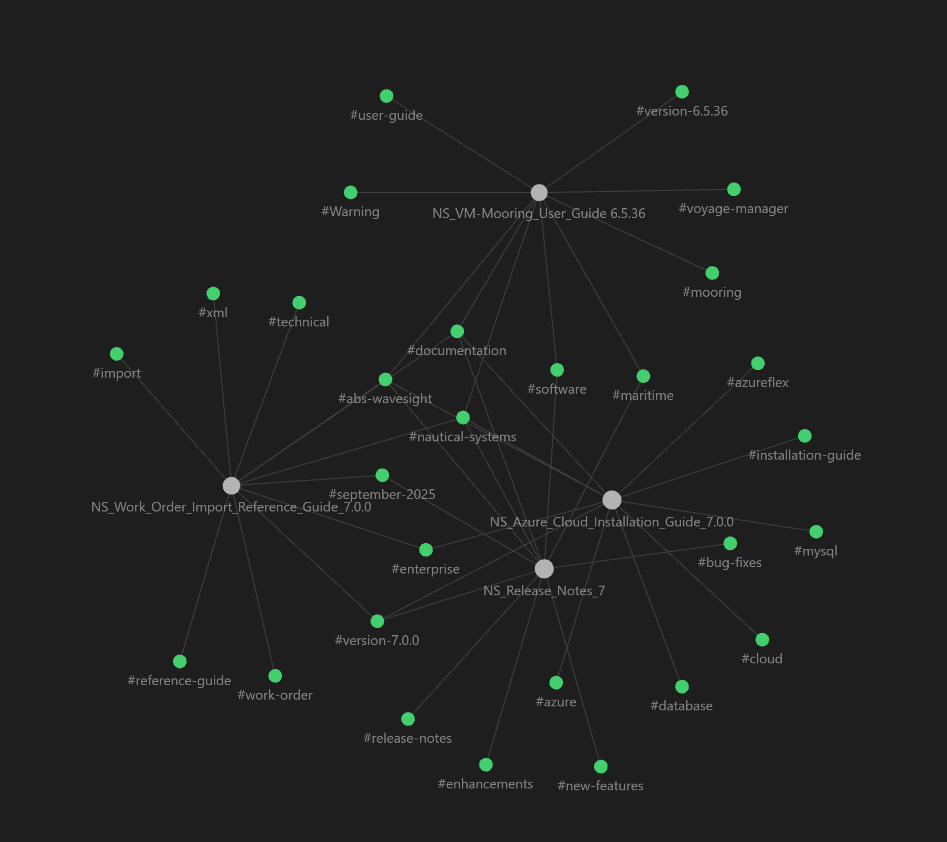 #user-guide
#version-6.5.36
#Warning
NS_VM-Mooring_User_Guide 6.5.36
#voyage-manager
#mooring
#xml
#technical
#import
#documentation
#abs-wavesight
#software
#maritime
#azureflex
#nautical-systems
#installation-guide
#september-2025
NS_Work_Order_Import_Reference_Guide_7.0.0
NS_Azure_Cloud_Installation_Guide_7.0.0
#mysql
#bug-fixes
#enterprise
NS_Release_Notes_7
#version-7.0.0
#cloud
#reference-guide
#work-order
#azure
#database
#release-notes
#enhancements
#new-features